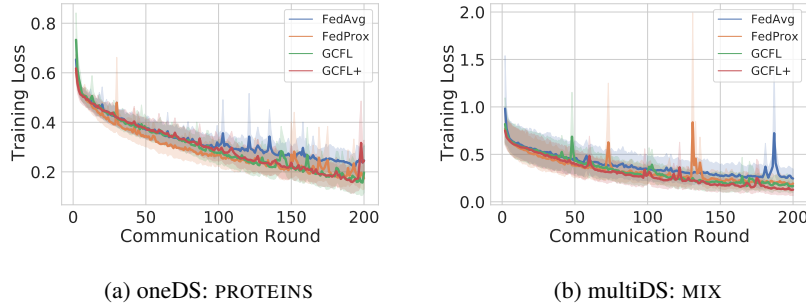 FedAvg
FedProx
GCFL
GCFL+
0.8
0.6
0.4
0.2
Training Loss
0
50
100
150
200
Communication Round
(a) oneDS: PROTEINS
FedAvg
FedProx
GCFL
GCFL+
2.0
1.5
1.0
0.5
0.0
Training Loss
0
50
100
150
200
Communication Round
(b) multiDS: MIX